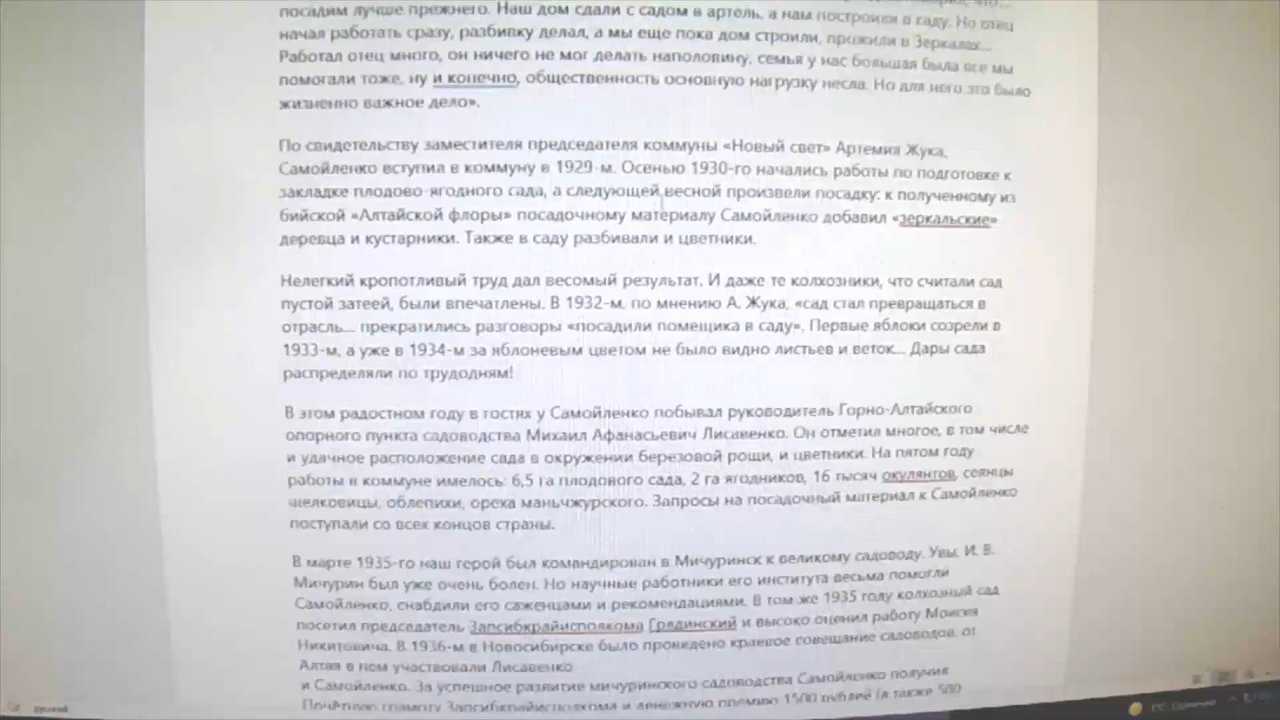 посадим лучше прежнего. Наш дом сдали с садом в артель, а нам построили в саду. Но отец
начал работать сразу, разбивку делал, а мы еще пока дом строили, прожили в Зеркалах...
Работал отец много, он ничего не мог делать наполовину, семья у нас большая была все мы
помогали тоже, ну и конечно, общественность основную нагрузку несла. Но для него это было
жизненно важное дело».
По свидетельству заместителя председателя коммуны «Новый свет» Артемия Жука,
Самойленко вступил в коммуну в 1929-м. Осенью 1930-го начались работы по подготовке к
закладке плодово-ягодного сада, а следующей весной произвели посадку: к полученному из
бийской «Алтайской флоры» посадочному материалу Самойленко добавил «зеркальские»
деревца и кустарники. Также в саду разбивали и цветники.
Нелегкий кропотливый труд дал весомый результат. И даже те колхозники, что считали сад
пустой затеей, были впечатлены. В 1932-м, по мнению А. Жука, «сад стал превращаться в
отрасль... прекратились разговоры «посадили помещика в саду». Первые яблоки созрели в
1933-м, а уже в 1934-м за яблоневым цветом не было видно листьев и веток... Дары сада
распределяли по трудодням!
В этом радостном году в гостях у Самойленко побывал руководитель Горно-Алтайского
опорного пункта садоводства Михаил Афанасьевич Лисавенко. Он отметил многое, в том числе
и удачное расположение сада в окружении березовой рощи, и цветники. На пятом году
работы в коммуне имелось: 6,5 га плодового сада, 2 га ягодников, 16 тысяч окулянтов, сеянцы
шелковицы, облепихи, ореха маньчжурского. Запросы на посадочный материал к Самойленко
поступали со всех концов страны.
В марте 1935-го наш герой был командирован в Мичуринск к великому садоводу. Увы, И. В.
Мичурин был уже очень болен. Но научные работники его института весьма помогли
Самойленко, снабдили его саженцами и рекомендациями. В том же 1935 году колхозный сад
посетил председатель Запсибкрайисполкома Грядинский и высоко оценил работу Моисея
Никитовича. В 1936-м в Новосибирске было проведено краевое совещание садоводов, от
Алтая в нем участвовали Лисавенко
и Самойленко. За успешное развитие мичуринского садоводства Самойленко получил
Почётную грамоту Запсибкрайисполкома и денежную премию 1500 рублей (а также 500